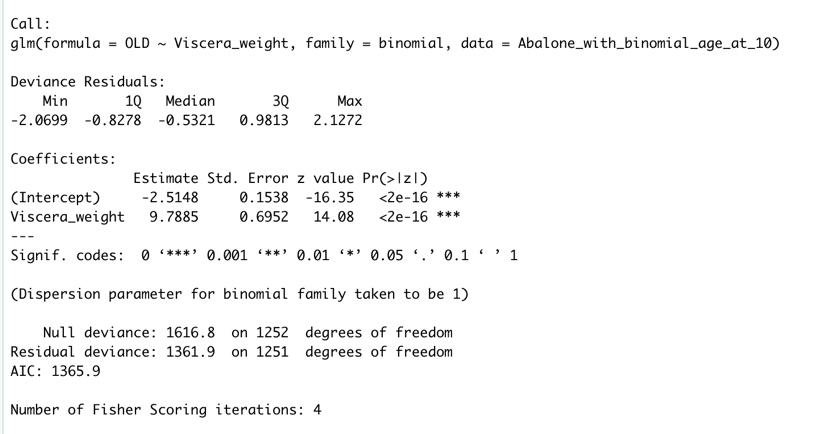 Call:
glm(formula = OLD ~ Viscera_weight, family = binomial, data = Abalone_with_binomial_age_at_10)
Deviance Residuals:
Min 1Q Median 3Q Max
-2.0699 -0.8278 -0.5321 0.9813 2.1272
Coefficients:
Estimate Std. Error z value Pr(>|z|)
(Intercept) -2.5148 0.1538 -16.35 <2e-16 ***
Viscera_weight 9.7885 0.6952 14.08 <2e-16 ***
---
Signif. codes: 0 ‘***’ 0.001 ‘**’ 0.01 ‘*’ 0.05 ‘.’ 0.1 ‘ ’ 1
(Dispersion parameter for binomial family taken to be 1)
Null deviance: 1616.8 on 1252 degrees of freedom
Residual deviance: 1361.9 on 1251 degrees of freedom
AIC: 1365.9
Number of Fisher Scoring iterations: 4